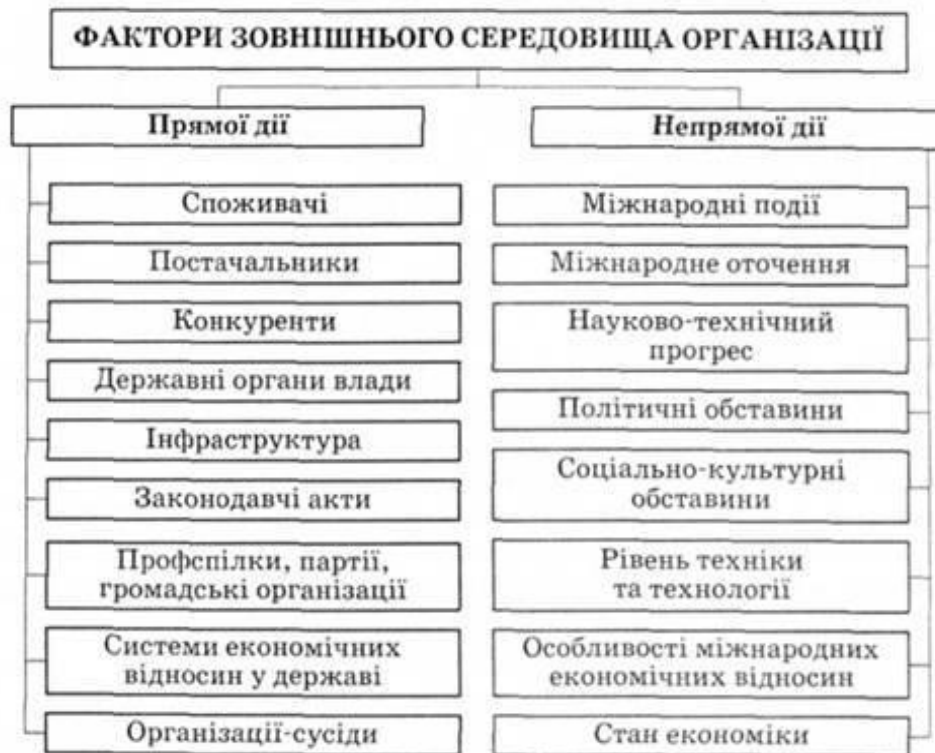 ФАКТОРИ ЗОВНІШНЬОГО СЕРЕДОВИЩА ОРГАНІЗАЦІЇ
Прямої дії
Споживачі
Постачальники
Конкуренти
Державні органи влади
Інфраструктура
Законодавчі акти
Профспілки, партії,
громадські організації
Системи економічних
відносин у державі
Організації-сусіди
Непрямої дії
Міжнародні події
Міжнародне оточення
Науково-технічний
прогрес
Політичні обставини
Соціально-культурні
обставини
Рівень техніки
та технології
Особливості міжнародних
економічних відносин
Стан економіки